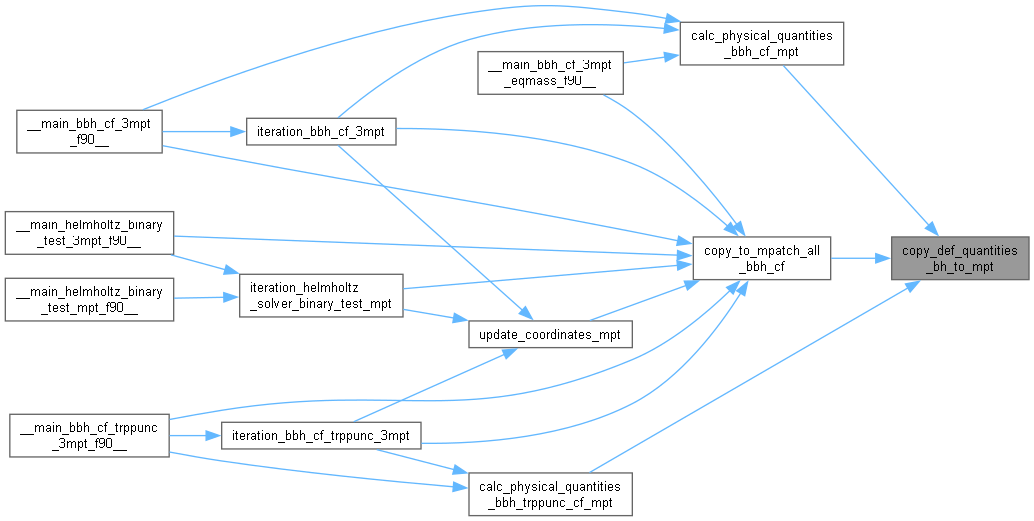 calc_physical_quantities
_bbh_cf_mpt
__main_bbh_cf_3mpt
_eqmass_f90__
__main_bbh_cf_3mpt
_f90__
iteration_bbh_cf_3mpt
__main_helmholtz_binary
_test_3mpt_f90__
copy_to_mpatch_all
_bbh_cf
copy_def_quantities
_bh_to_mpt
__main_helmholtz_binary
_test_mpt_f90__
iteration_helmholtz
_solver_binary_test_mpt
update_coordinates_mpt
__main_bbh_cf_trppunc
_3mpt_f90__
iteration_bbh_cf_trppunc_3mpt
calc_physical_quantities
_bbh_trppunc_cf_mpt